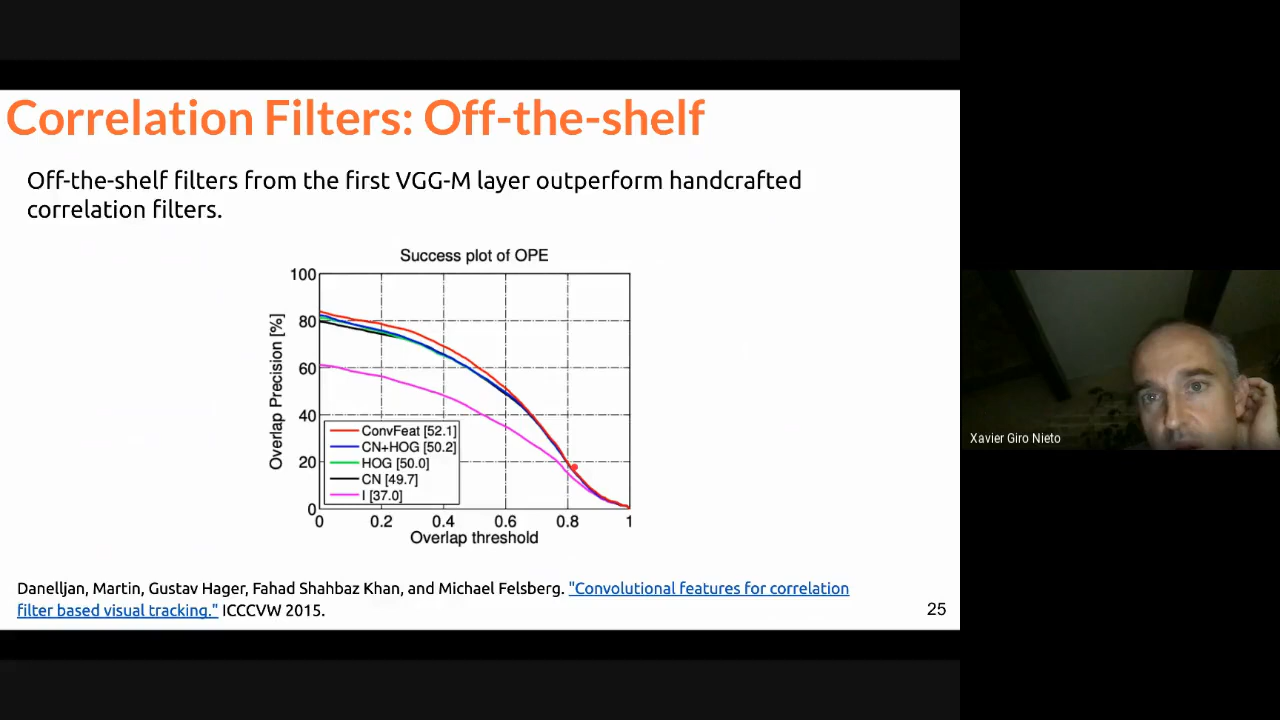 Correlation Filters: Off-the-shelf
Off-the-shelf filters from the first VGG-M layer outperform handcrafted
correlation filters.
Success plot of OPE
Overlap Precision [%]
100
80
60
40
20
0
ConvFeat [52.1]
CN+HOG [50.2]
HOG [50.0]
CN [49.7]
I [37.0]
0 0.2 0.4 0.6 0.8 1
Overlap threshold
Danelljan, Martin, Gustav Hager, Fahad Shahbaz Khan, and Michael Felsberg. "Convolutional features for correlation
filter based visual tracking." ICCCVW 2015.
25
Xavier Giro Nieto